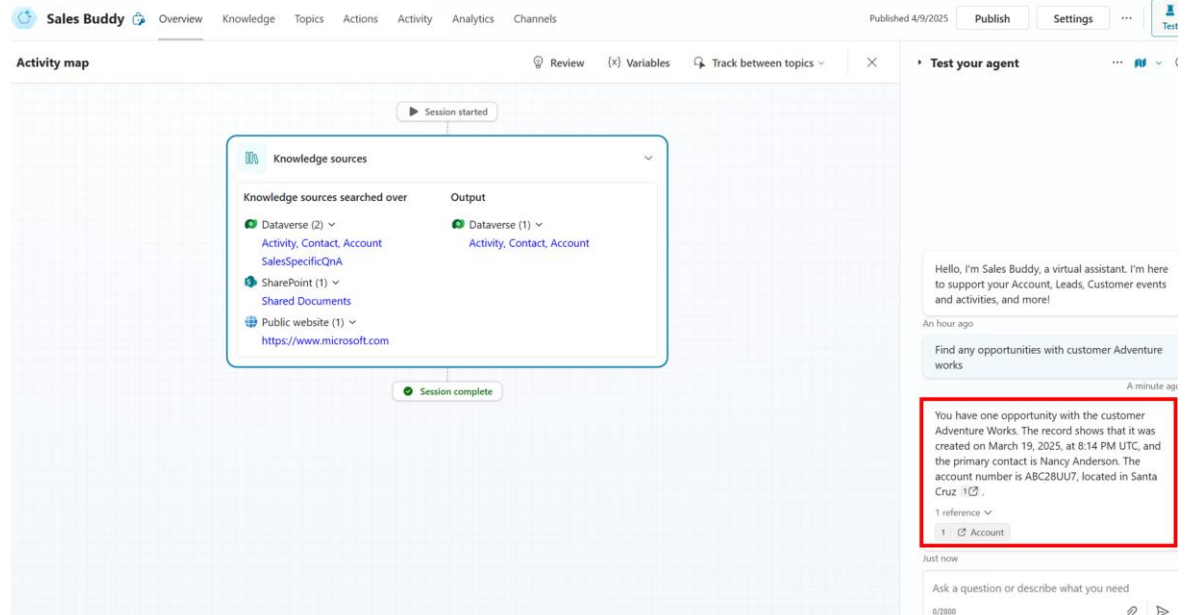 Sales Buddy Overview Knowledge Topics Actions Activity Analytics Channels Published 4/9/2025 Publish Settings ... Test
Activity map Review {x} Variables Track between topics
Test your agent ...
Session started
Knowledge sources
Knowledge sources searched over Output
Dataverse (2) Dataverse (1)
Activity, Contact, Account Activity, Contact, Account
SalesSpecificQnA
SharePoint (1)
Shared Documents
Public website (1)
https://www.microsoft.com
Session complete
Hello, I'm Sales Buddy, a virtual assistant. I'm here
to support your Account, Leads, Customer events
and activities, and more!
An hour ago
Find any opportunities with customer Adventure
works
A minute ago
You have one opportunity with the customer
Adventure Works. The record shows that it was
created on March 19, 2025, at 8:14 PM UTC, and
the primary contact is Nancy Anderson. The
account number is ABC28UU7, located in Santa
Cruz 1 .
1 reference
1 Account
Just now
Ask a question or describe what you need
0/2000